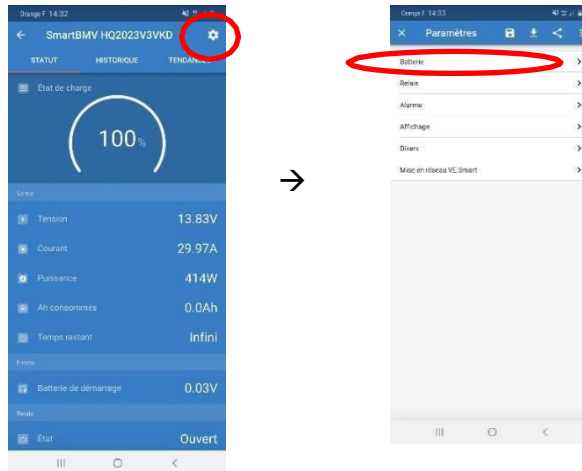 Orange F 14:32
SmartBMV HQ2023V3VKD
STATUT HISTORIQUE TENDANCES
État de charge
100%
Sortie
Tension 13.83V
Courant 29.97A
Puissance 414W
Ah consommés 0.0Ah
Temps restant Infini
Entrée
Batterie de démarrage 0.03V
Relais
État Ouvert
→
Orange F 14:33
Paramètres
Batterie
Relais
Alarme
Affichage
Divers
Mise en réseau VE.Smart